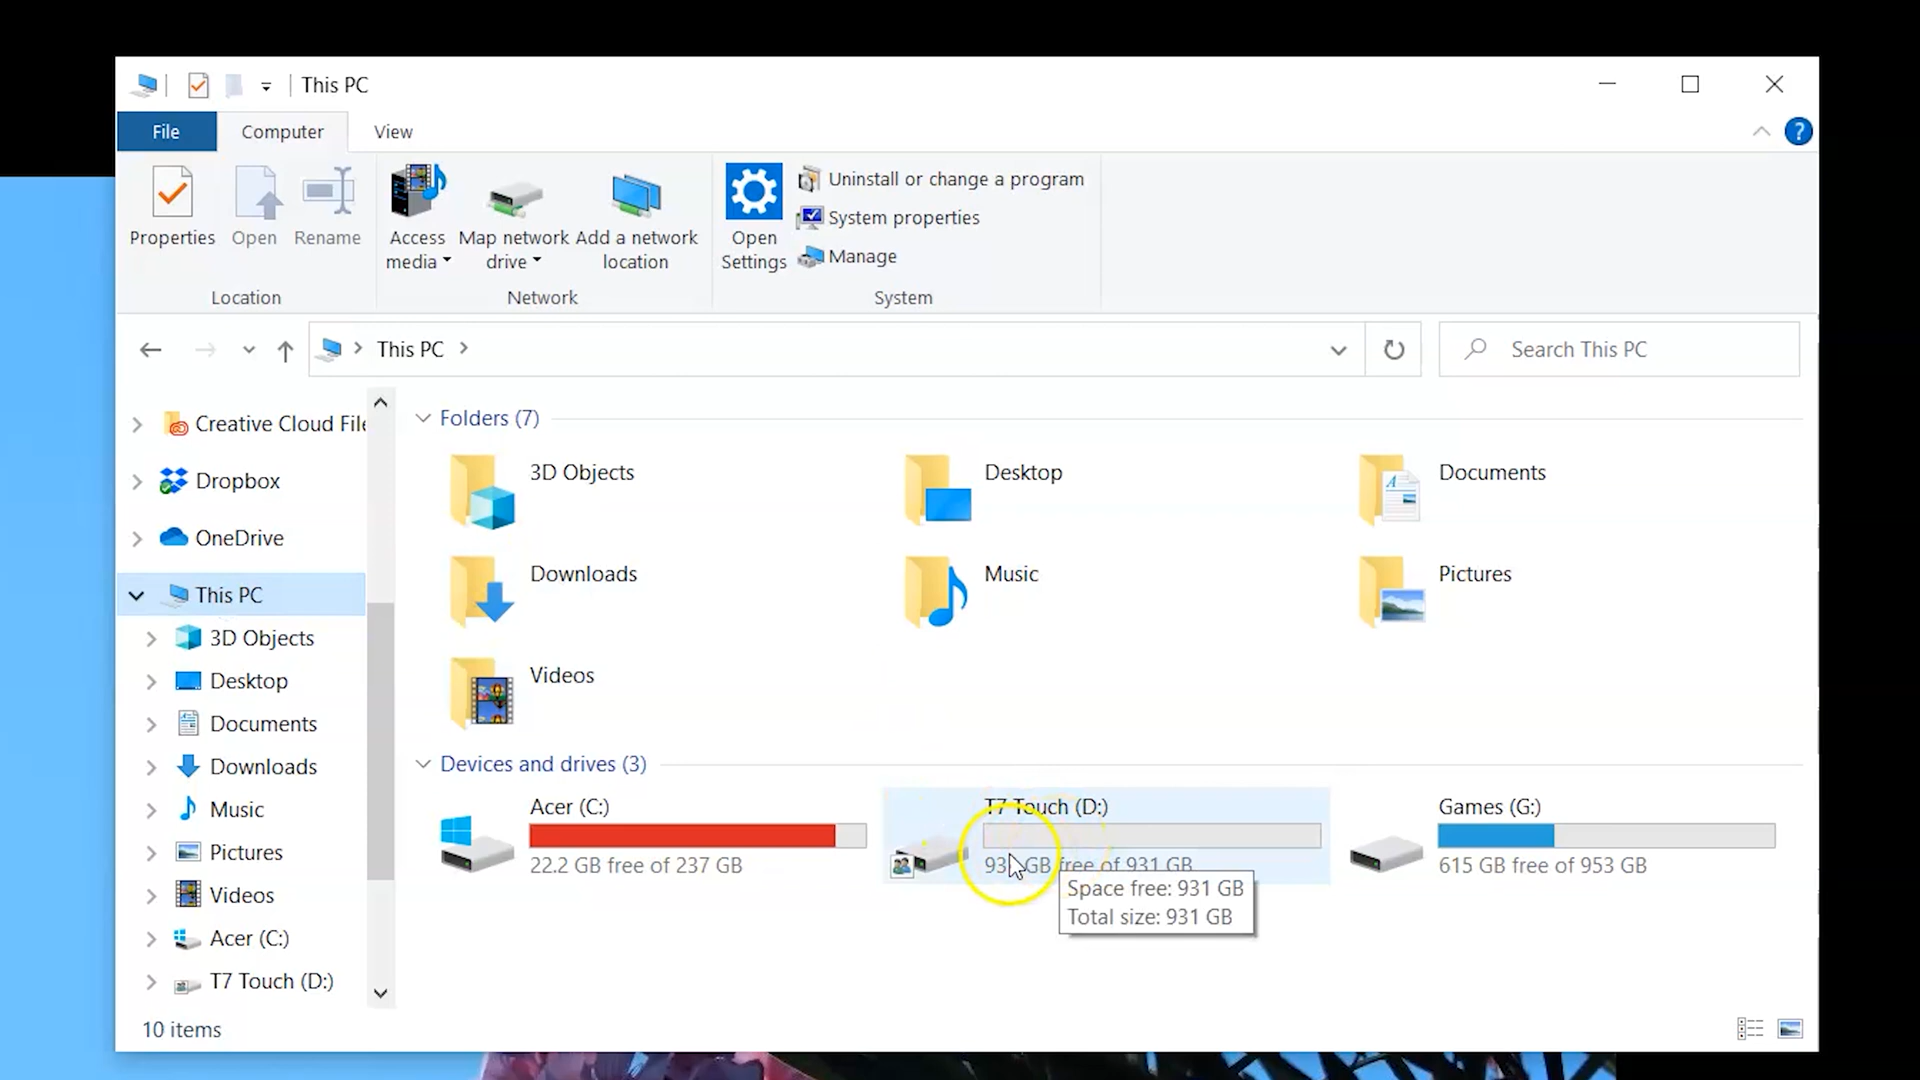 This PC
File
Computer
View
?
Properties
Open
Rename
Access
media
Map network
drive
Add a network
location
Open
Settings
Uninstall or change a program
System properties
Manage
Location
Network
System
This PC
Search This PC
Creative Cloud File
Dropbox
OneDrive
This PC
3D Objects
Desktop
Documents
Downloads
Music
Pictures
Videos
Acer (C:)
T7 Touch (D:)
Folders (7)
3D Objects
Desktop
Documents
Downloads
Music
Pictures
Videos
Devices and drives (3)
Acer (C:)
22.2 GB free of 237 GB
T7 Touch (D:)
GB free of 931 GB
Space free: 931 GB
Total size: 931 GB
Games (G:)
615 GB free of 953 GB
10 items